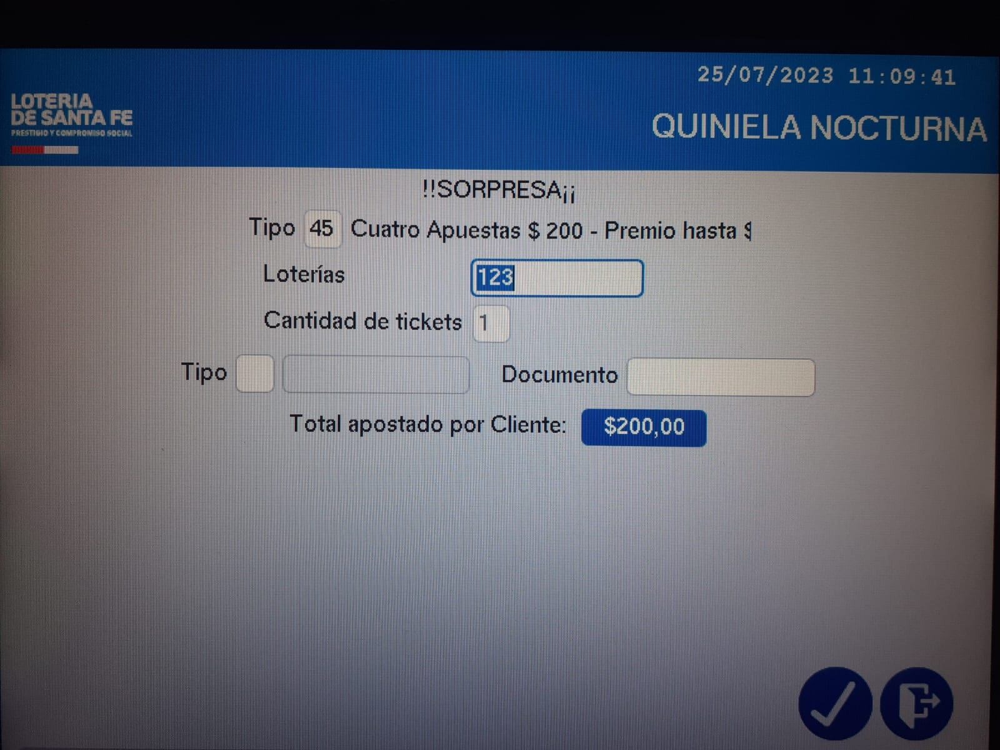 25/07/2023 11:09:41
LOTERIA
DE SANTA FE
PRESTIGIO Y COMPROMISO SOCIAL
QUINIELA NOCTURNA
!!SORPRESA¡¡
Tipo 45 Cuatro Apuestas $ 200 - Premio hasta $
Loterías 123
Cantidad de tickets 1
Tipo Documento
Total apostado por Cliente: $200,00